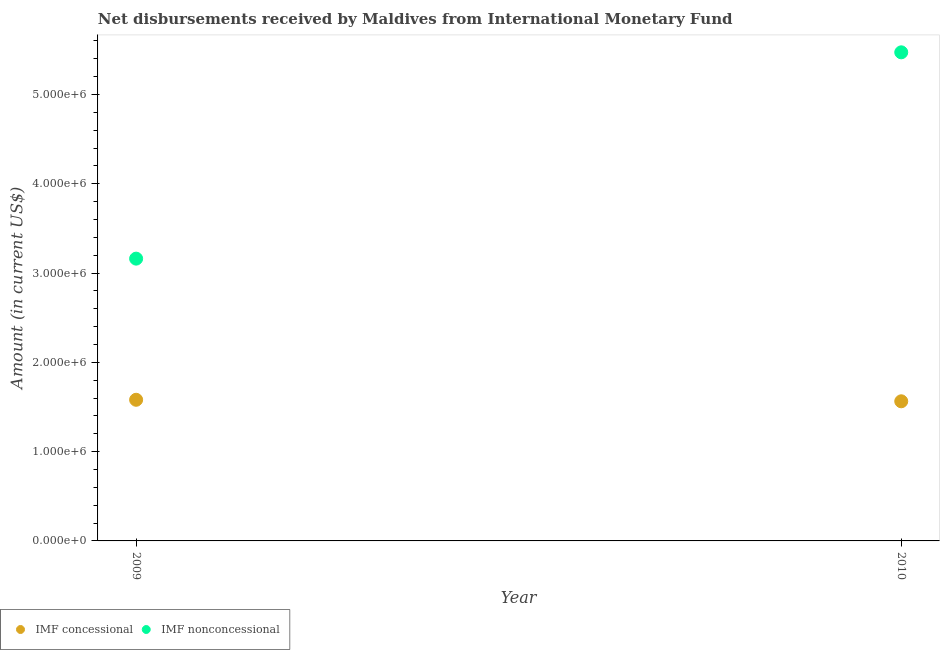 Net disbursements received by Maldives from International Monetary Fund
Amount (in current US$)
5.000e+6
4.000e+6
3.000e+6
2.000e+6
1.000e+6
0.000e+0
2009
2010
Year
IMF concessional
IMF nonconcessional